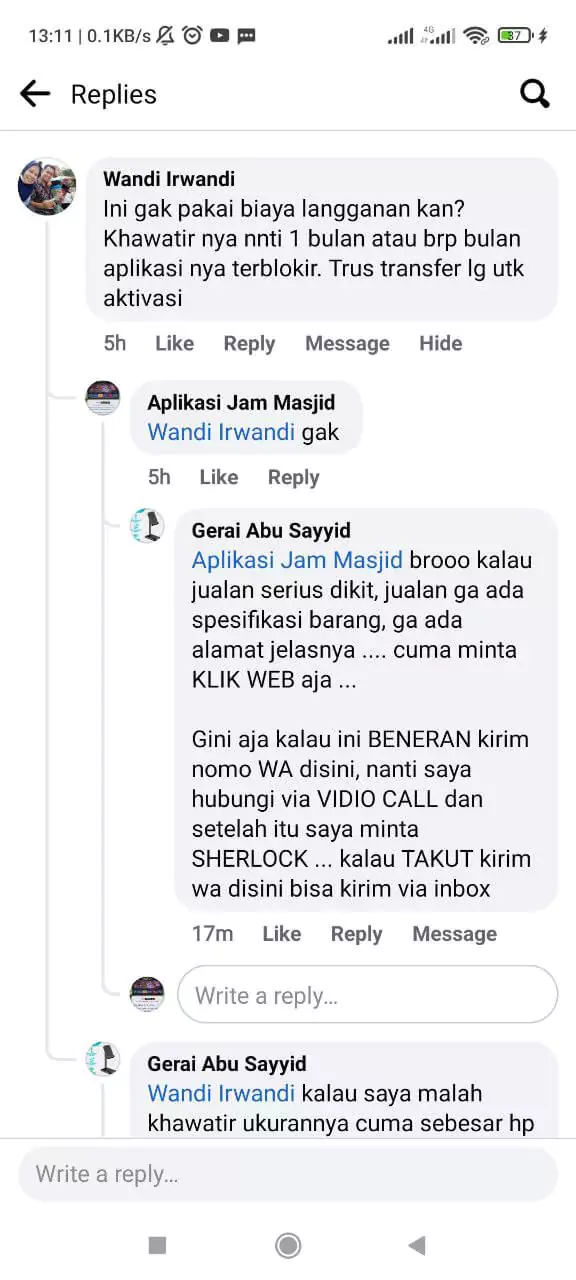 13:11 | 0.1KB/s
4G
37
Replies
Wandi Irwandi
Ini gak pakai biaya langganan kan?
Khawatir nya nnti 1 bulan atau brp bulan
aplikasi nya terblokir. Trus transfer lg utk
aktivasi
5h Like Reply Message Hide
Aplikasi Jam Masjid
Wandi Irwandi gak
5h Like Reply
Gerai Abu Sayyid
Aplikasi Jam Masjid brooo kalau
jualan serius dikit, jualan ga ada
spesifikasi barang, ga ada
alamat jelasnya .... cuma minta
KLIK WEB aja ...
Gini aja kalau ini BENERAN kirim
nomo WA disini, nanti saya
hubungi via VIDIO CALL dan
setelah itu saya minta
SHERLOCK ... kalau TAKUT kirim
wa disini bisa kirim via inbox
17m Like Reply Message
Write a reply...
Gerai Abu Sayyid
Wandi Irwandi kalau saya malah
khawatir ukurannya cuma sebesar hp
Write a reply...